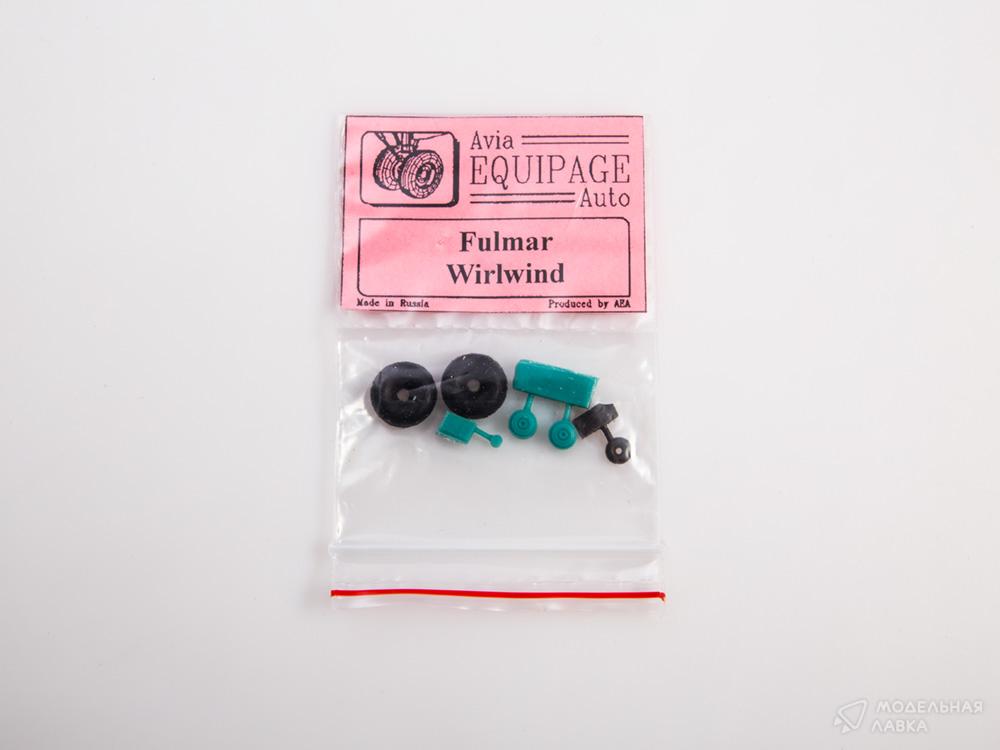 Avia
EQUIPAGE
Auto
Fulmar
Wirlwind
Made in Russia
Produced by AEA
МОДЕЛЬНАЯ
ЛАВКА